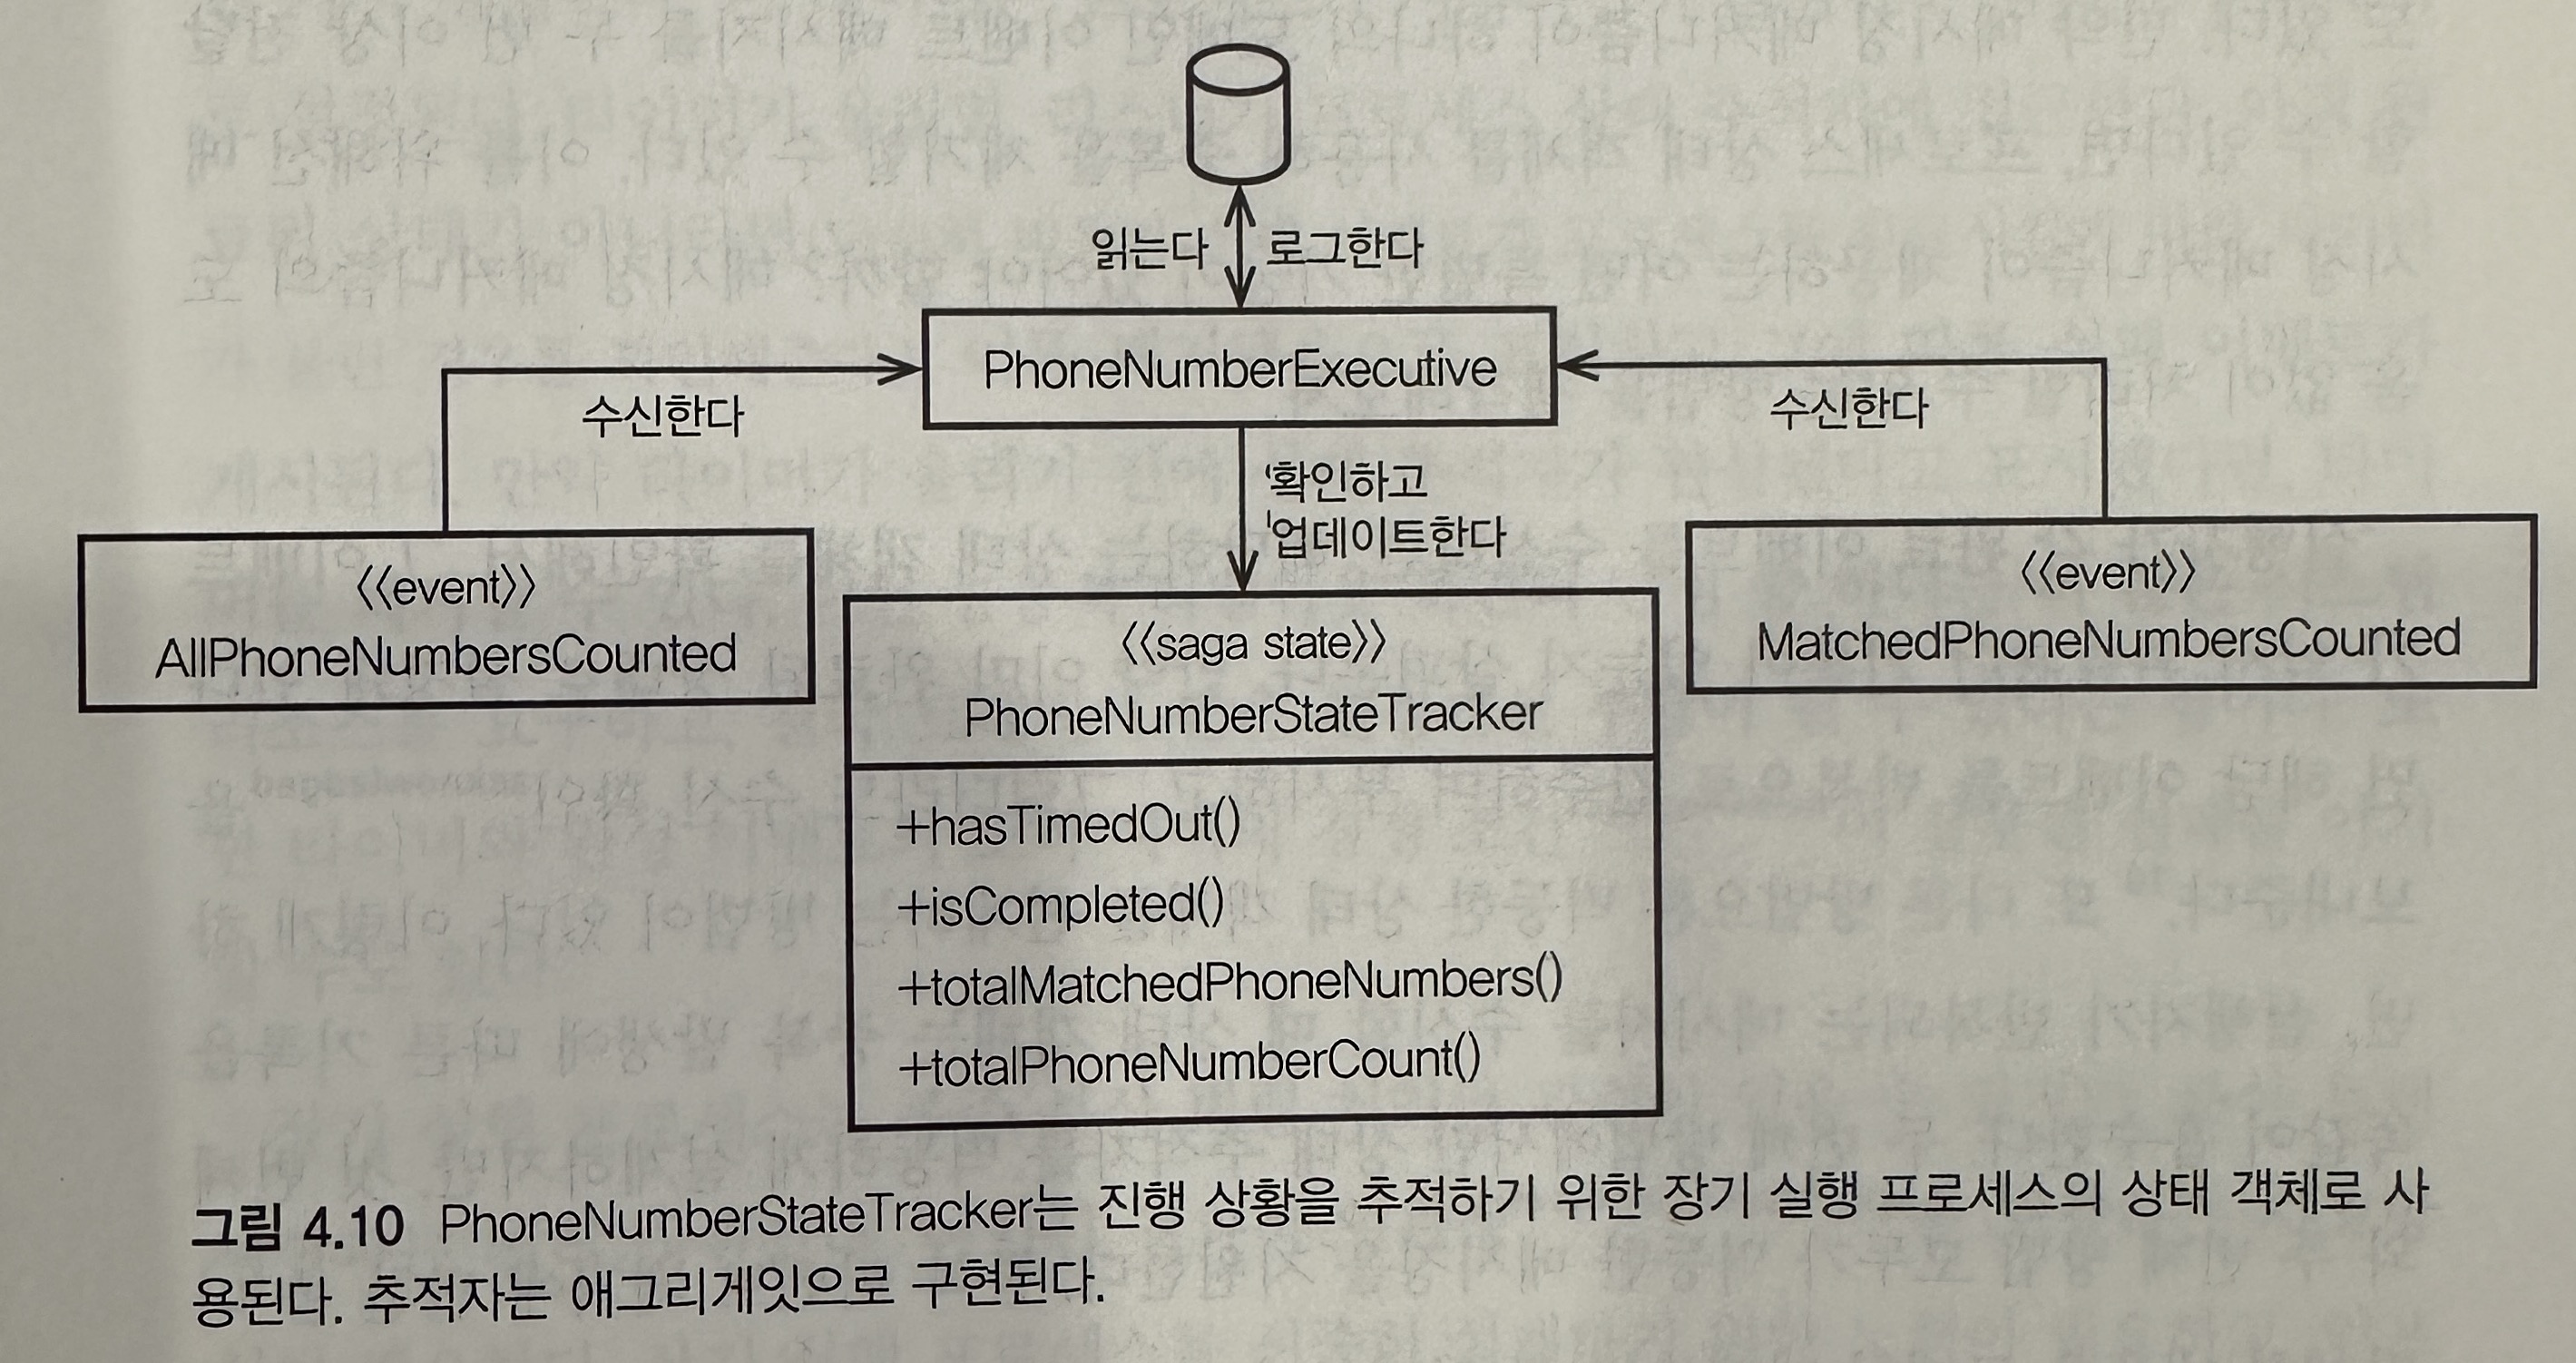 읽는다 로그한다
PhoneNumberExecutive
수신한다
수신한다
'확인하고
'업데이트한다
〈〈event〉〉
AllPhoneNumbersCounted
〈〈saga state〉〉
PhoneNumberStateTracker
+hasTimedOut()
+isCompleted()
+totalMatchedPhoneNumbers()
+totalPhoneNumberCount()
〈〈event〉〉
MatchedPhoneNumbersCounted
그림 4.10 PhoneNumberStateTracker는 진행 상황을 추적하기 위한 장기 실행 프로세스의 상태 객체로 사
용된다. 추적자는 애그리게잇으로 구현된다.